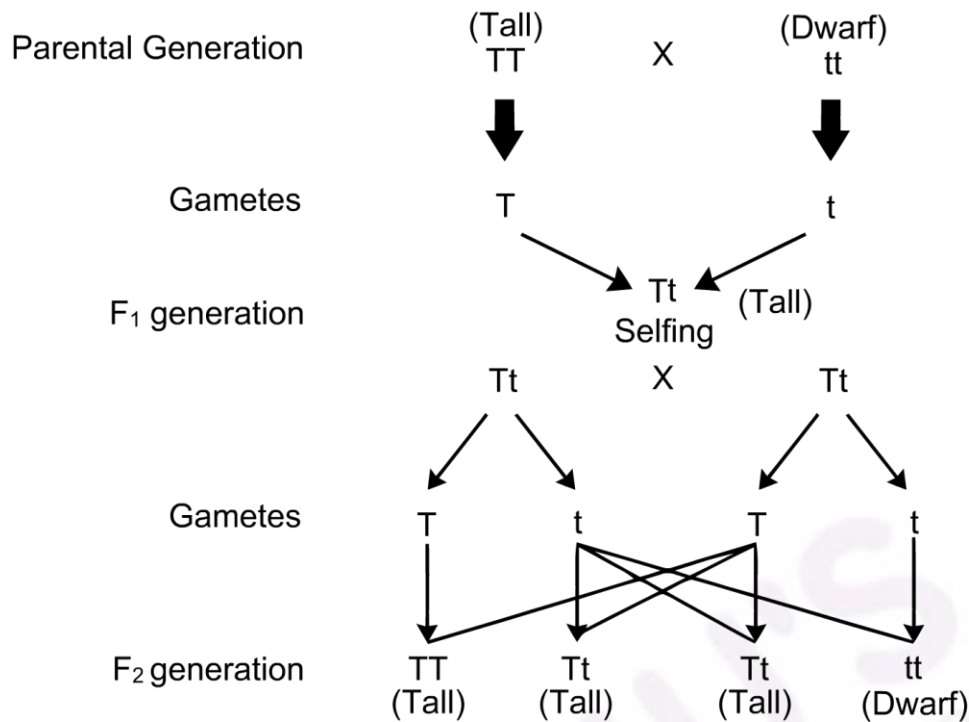 (Tall) (Dwarf)
Parental Generation TT X tt
Gametes T t
F₁ generation Tt (Tall)
Selfing
Tt X Tt
Gametes T t T t
F₂ generation TT Tt Tt tt
(Tall) (Tall) (Tall) (Dwarf)